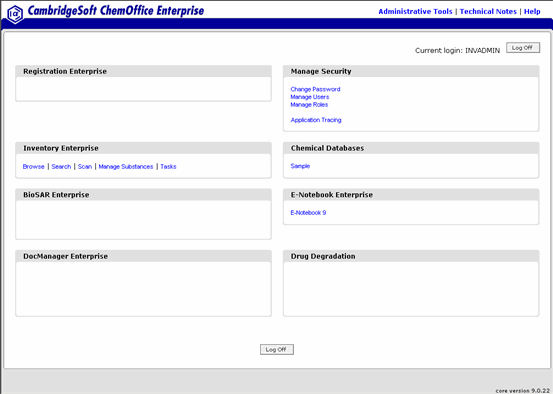 CambridgeSoft ChemOffice Enterprise
Administrative Tools | Technical Notes | Help
Current login: INVADMIN Log Off
Registration Enterprise
Manage Security
Change Password
Manage Users
Manage Roles
Application Tracing
Inventory Enterprise
Browse | Search | Scan | Manage Substances | Tasks
Chemical Databases
Sample
BioSAR Enterprise
E-Notebook Enterprise
E-Notebook 9
DocManager Enterprise
Drug Degradation
Log Off
core version 9.0.22